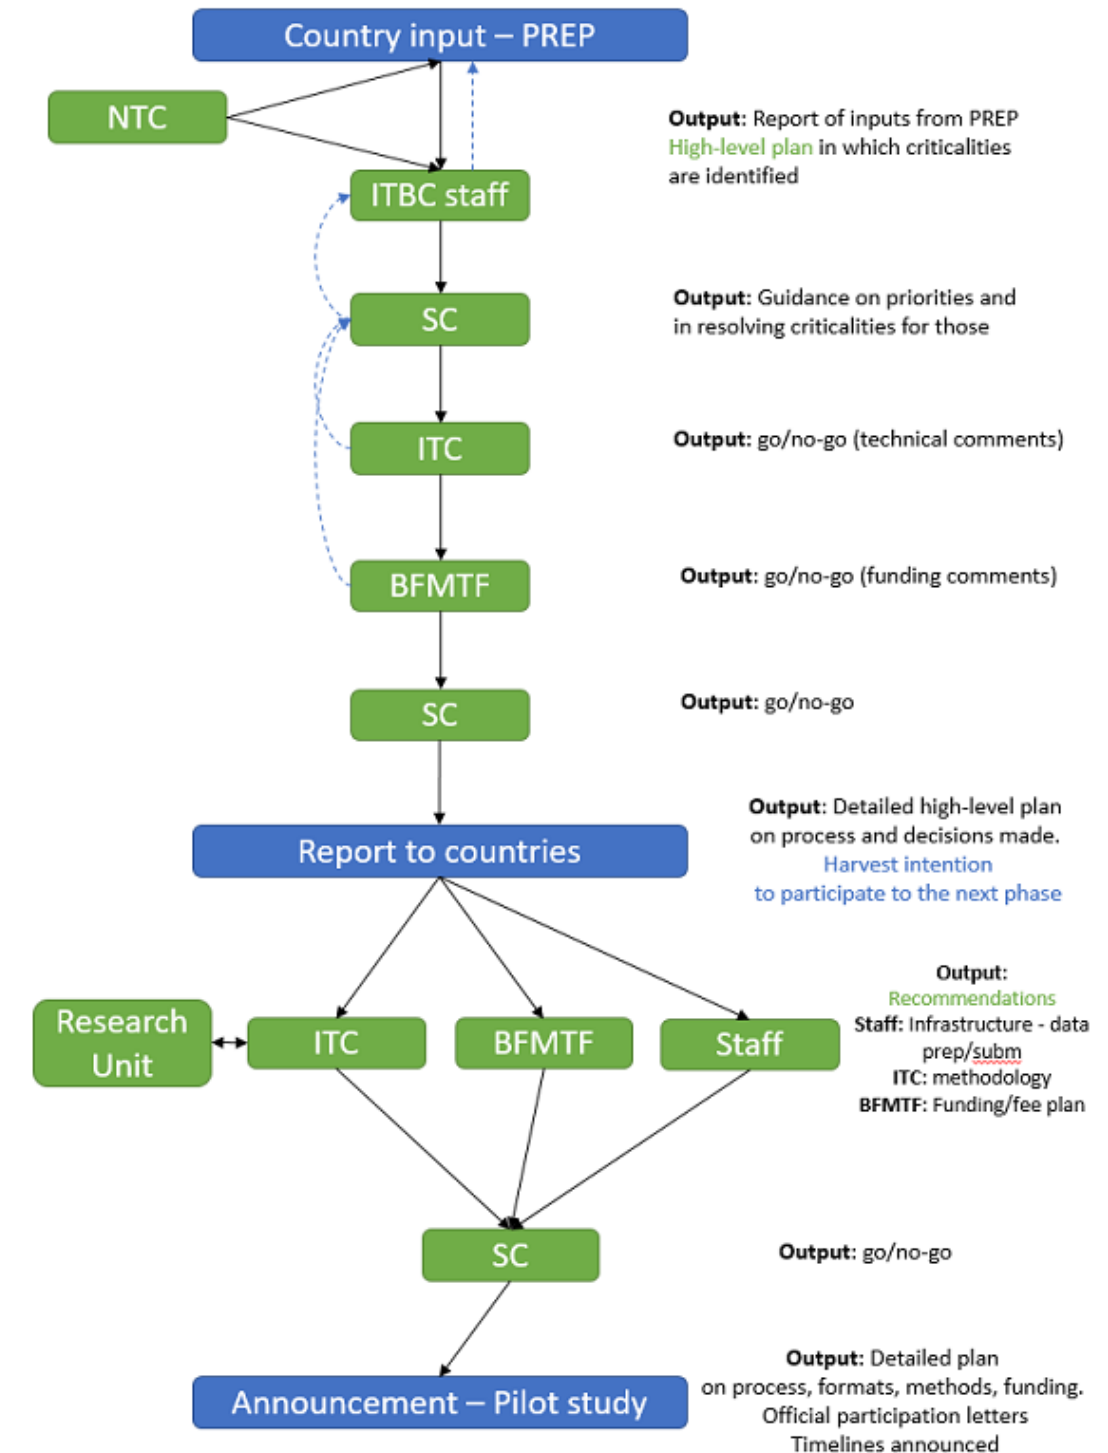 Country input – PREP
NTC
Output: Report of inputs from PREP
High-level plan in which criticalities
are identified
ITBC staff
Output: Guidance on priorities and
in resolving criticalities for those
SC
ITC
Output: go/no-go (technical comments)
BFMTF
Output: go/no-go (funding comments)
SC
Output: go/no-go
Report to countries
Output: Detailed high-level plan
on process and decisions made.
Harvest intention
to participate to the next phase
Research
Unit
ITC
BFMTF
Staff
Output:
Recommendations
Staff: Infrastructure - data
prep/subm
ITC: methodology
BFMTF: Funding/fee plan
SC
Output: go/no-go
Announcement – Pilot study
Output: Detailed plan
on process, formats, methods, funding.
Official participation letters
Timelines announced